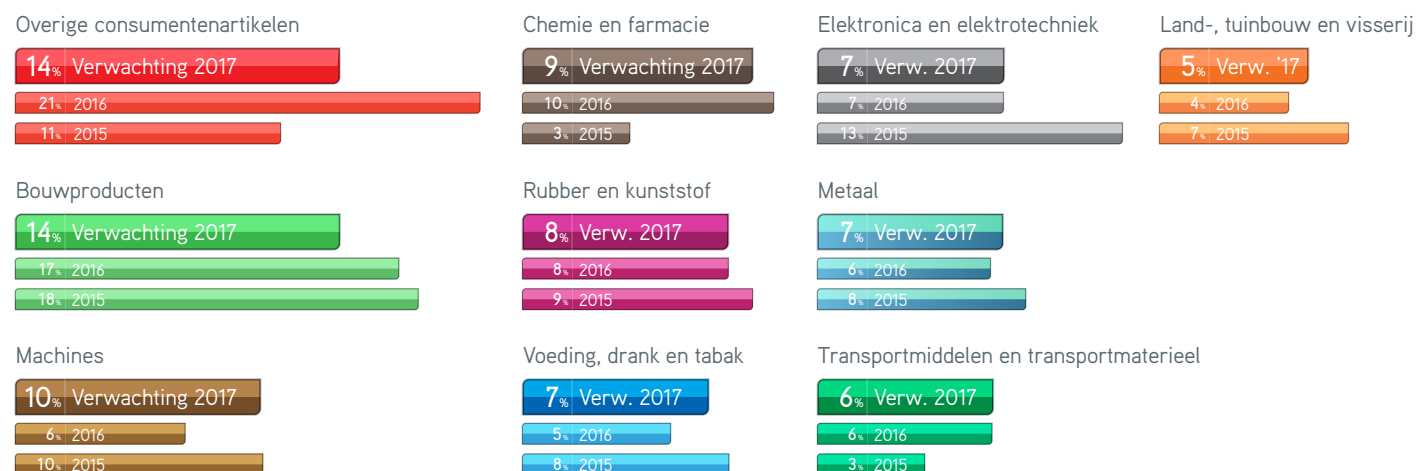 Overige consumentenartikelen
14% Verwachting 2017
21% 2016
11% 2015
Chemie en farmacie
9% Verwachting 2017
10% 2016
3% 2015
Elektronica en elektrotechniek
7% Verw. 2017
7% 2016
13% 2015
Land-, tuinbouw en visserij
5% Verw. '17
4% 2016
7% 2015
Bouwproducten
14% Verwachting 2017
17% 2016
18% 2015
Rubber en kunststof
8% Verw. 2017
8% 2016
9% 2015
Metaal
7% Verw. 2017
6% 2016
8% 2015
Machines
10% Verwachting 2017
6% 2016
10% 2015
Voeding, drank en tabak
7% Verw. 2017
5% 2016
8% 2015
Transportmiddelen en transportmaterieel
6% Verw. 2017
6% 2016
3% 2015